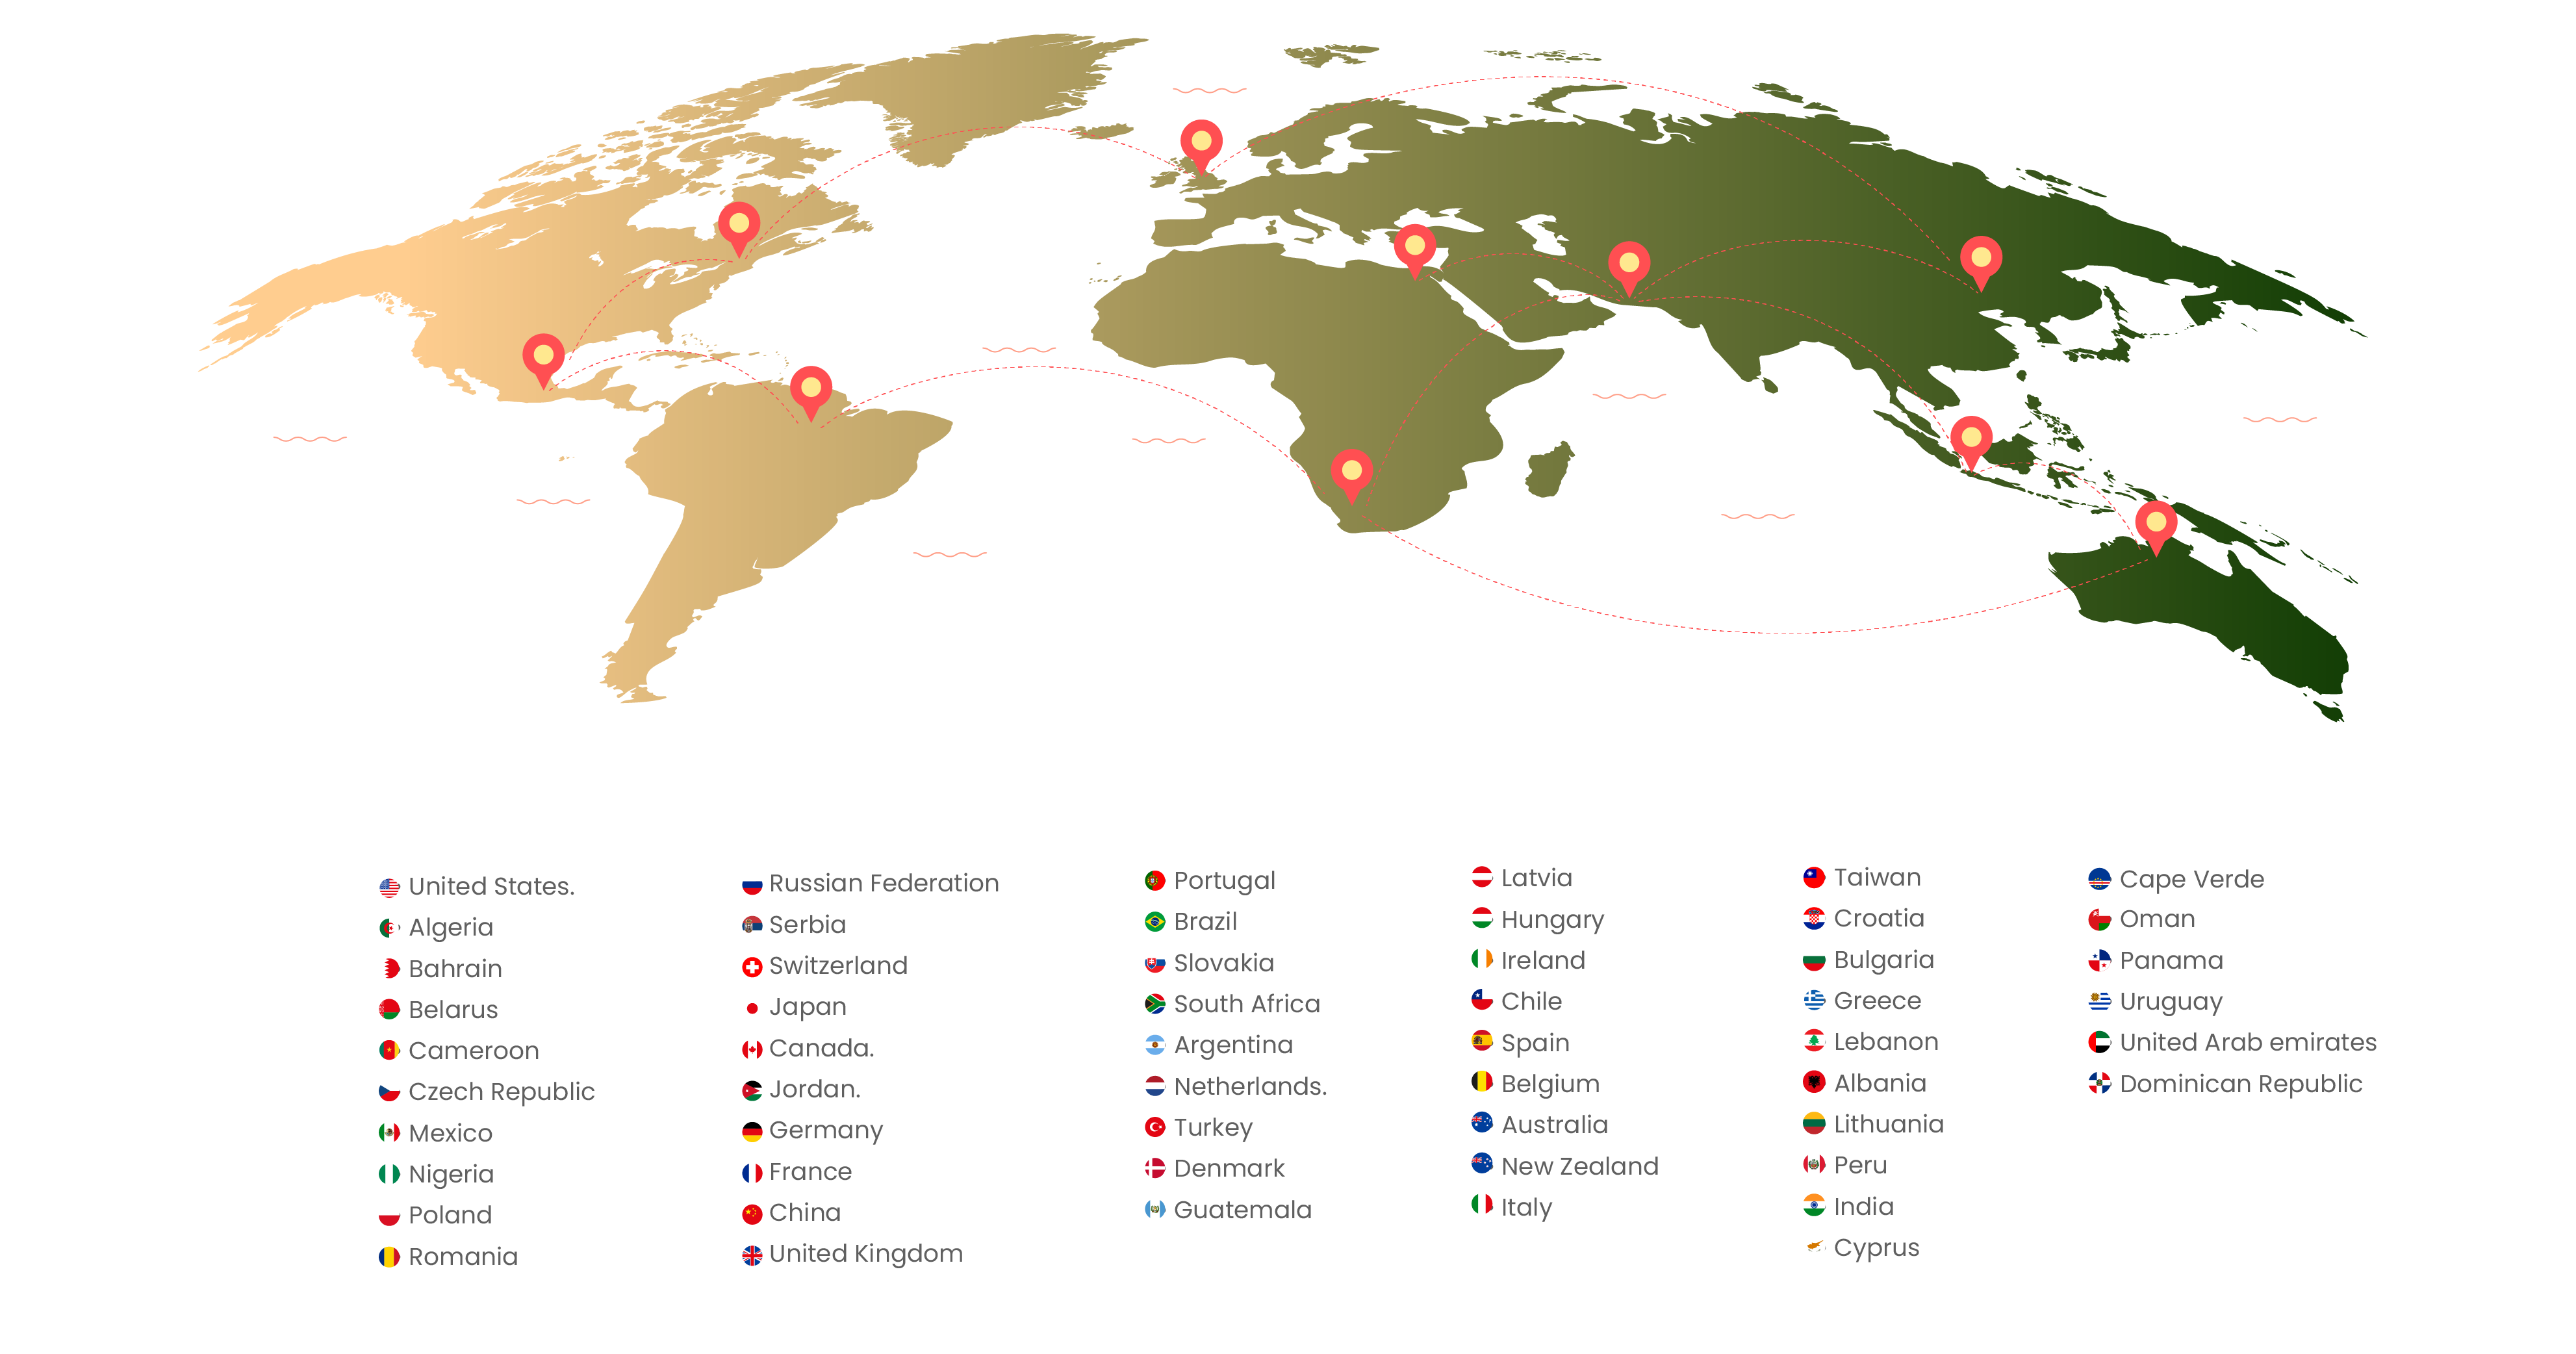 United States.
Algeria
Bahrain
Belarus
Cameroon
Czech Republic
Mexico
Nigeria
Poland
Romania
Russian Federation
Serbia
Switzerland
Japan
Canada.
Jordan.
Germany
France
China
United Kingdom
Portugal
Brazil
Slovakia
South Africa
Argentina
Netherlands.
Turkey
Denmark
Guatemala
Latvia
Hungary
Ireland
Chile
Spain
Belgium
Australia
New Zealand
Italy
Taiwan
Croatia
Bulgaria
Greece
Lebanon
Albania
Lithuania
Peru
India
Cyprus
Cape Verde
Oman
Panama
Uruguay
United Arab emirates
Dominican Republic